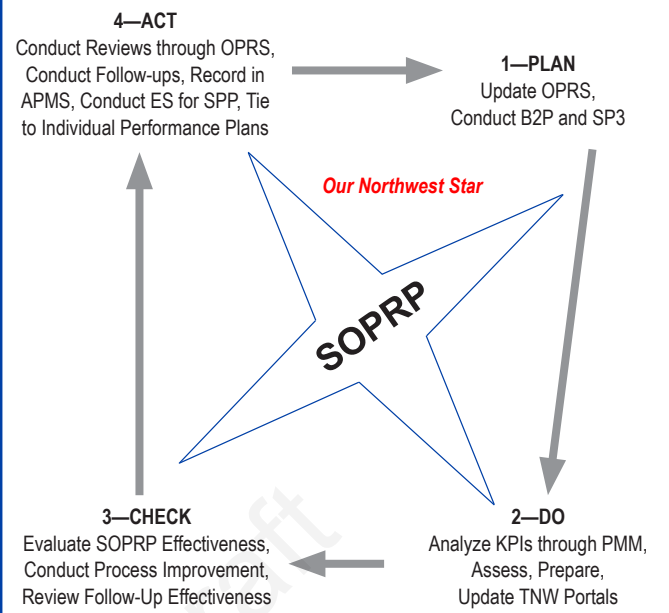 4—ACT
Conduct Reviews through OPRS,
Conduct Follow-ups, Record in
APMS, Conduct ES for SPP, Tie
to Individual Performance Plans
1—PLAN
Update OPRS,
Conduct B2P and SP3
Our Northwest Star
SOPRP
3—CHECK
Evaluate SOPRP Effectiveness,
Conduct Process Improvement,
Review Follow-Up Effectiveness
2—DO
Analyze KPIs through PMM,
Assess, Prepare,
Update TNW Portals
raft